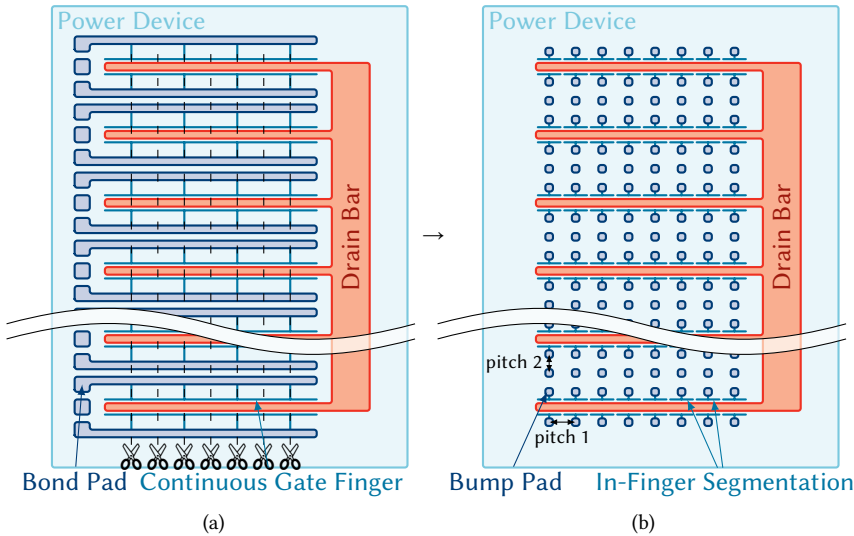 Power Device
Drain Bar
Bond Pad
Continuous Gate Finger
(a)
→
Power Device
Drain Bar
pitch 2
pitch 1
Bump Pad
In-Finger Segmentation
(b)